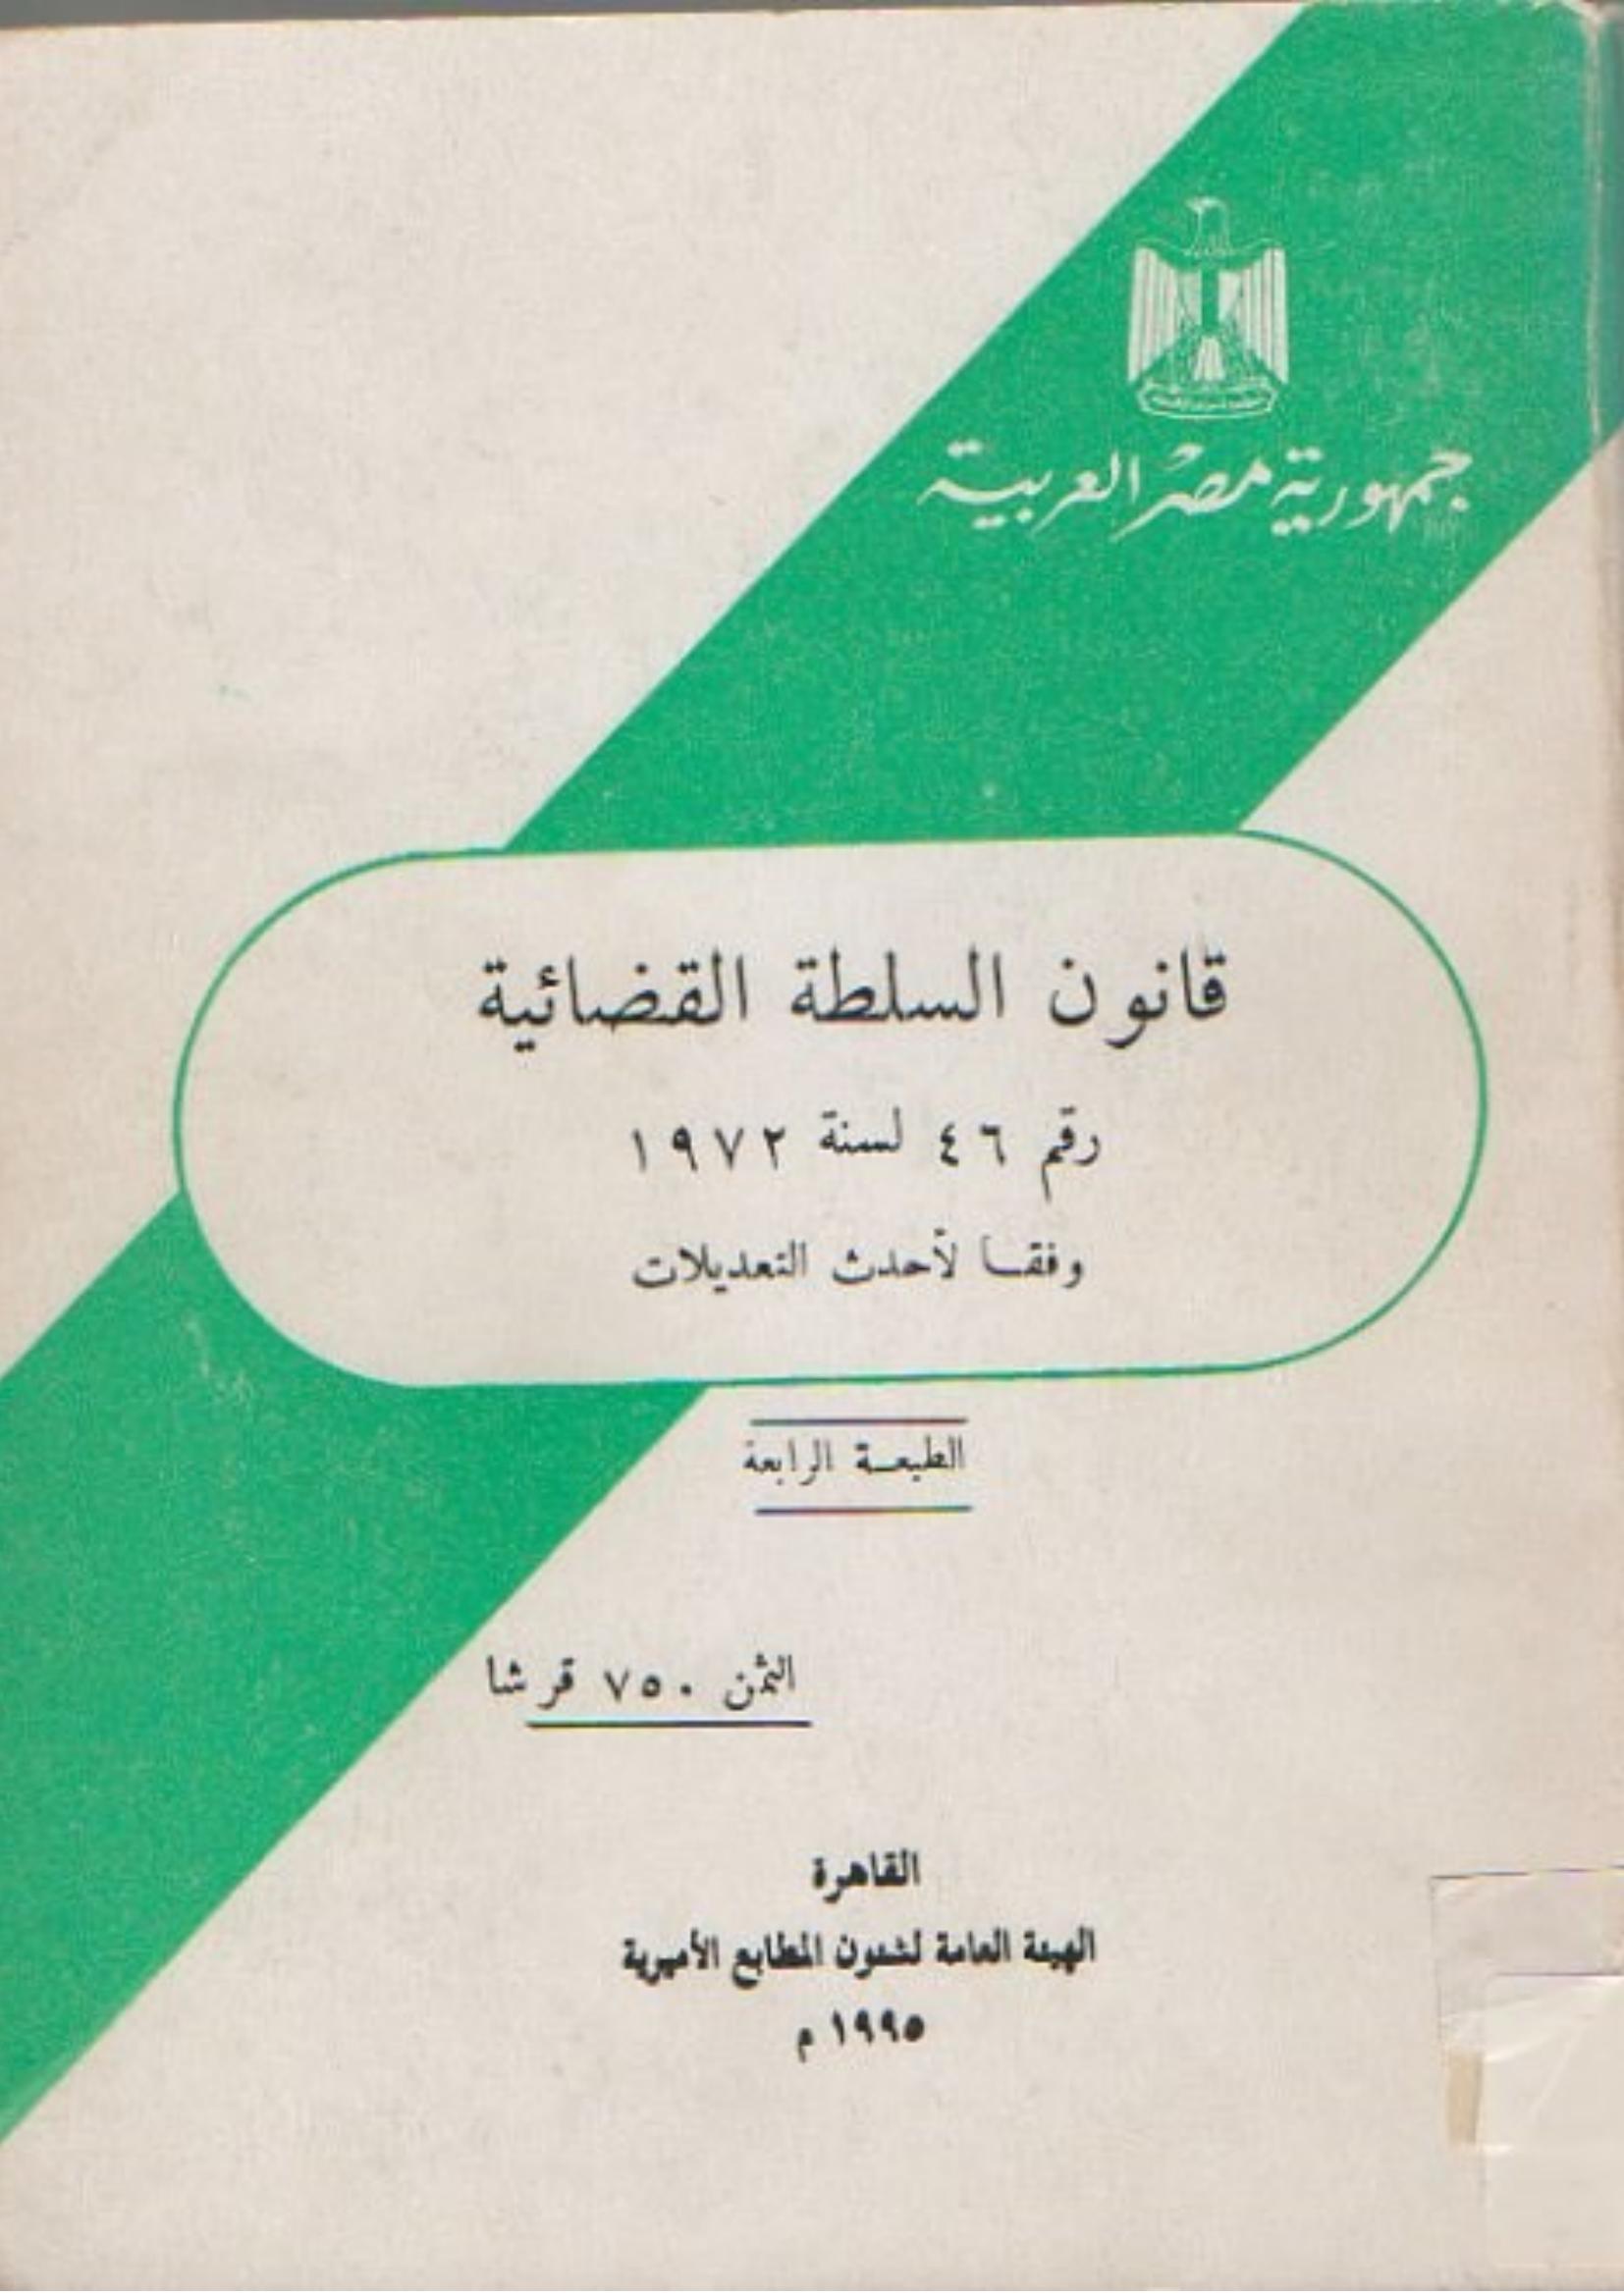 جمهورية مصر العربية
قانون السلطة القضائية
رقم ٤٦ لسنة ١٩٧٢
وفقا لأحدث التعديلات
الطبعة الرابعة
الثمن ٧٥٠ قرشا
القاهرة
الهيئة العامة لشئون المطابع الأميرية
١٩٩٥ م